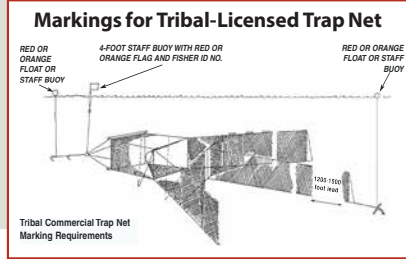 Markings for Tribal-Licensed Trap Net
RED OR
ORANGE
FLOAT OR
STAFF BUOY
4-FOOT STAFF BUOY WITH RED OR
ORANGE FLAG AND FISHER ID NO.
RED OR ORANGE
FLOAT OR STAFF
BUOY
1200-1500
foot lead
Tribal Commercial Trap Net
Marking Requirements